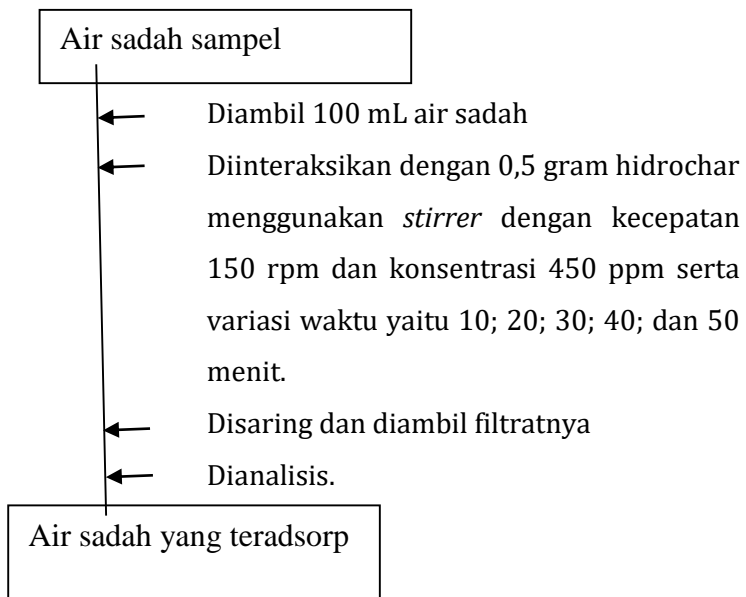 Air sadah sampel
Diambil 100 mL air sadah
Diinteraksikan dengan 0,5 gram hidrochar
menggunakan stirrer dengan kecepatan
150 rpm dan konsentrasi 450 ppm serta
variasi waktu yaitu 10; 20; 30; 40; dan 50
menit.
Disaring dan diambil filtratnya
Dianalisis.
Air sadah yang teradsorp